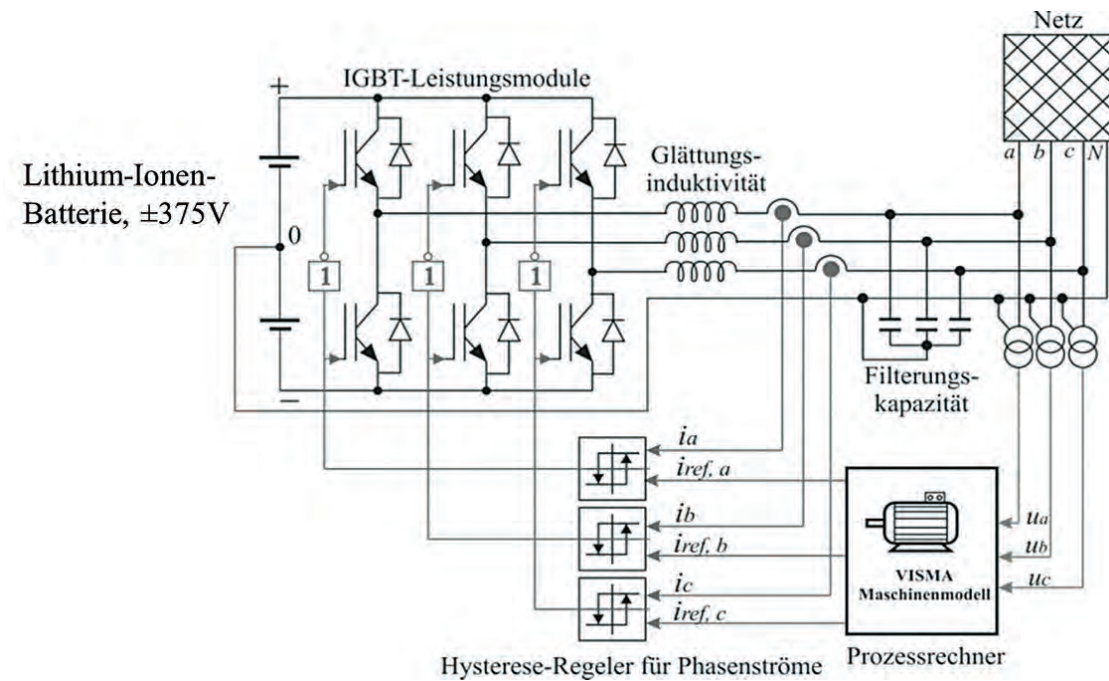 Netz
IGBT-Leistungsmodule
+
a b c N
Glättungs-
induktivität
Lithium-Ionen-
Batterie, ±375V
0
1 1 1
Filterungs-
kapazität
−
ia
iref, a
ib
iref, b
ic
iref, c
ua
ub
uc
VISMA
Maschinenmodell
Prozessrechner
Hysterese-Regeler für Phasenströme